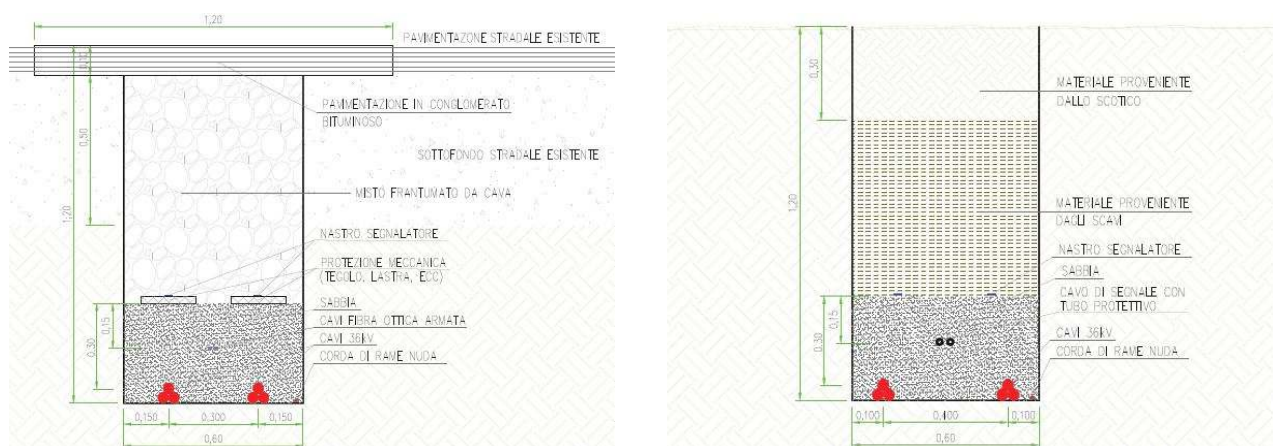 1,20
PAVIMENTAZONE STRADALE ESISTENTE
0,10
PAVIMENTAZIONE IN CONGLOMERATO
BITUMINOSO
0,50
SOTTOFONDO STRADALE ESISTENTE
1,20
MISTO FRANTUMATO DA CAVA
NASTRO SEGNALATORE
PROTEZIONE MECCANICA
(TEGOLO, LASTRA, ECC)
SABBIA
0,15
CAVI FIBRA OTTICA ARMATA
0,30
CAVI 36kV
CORDA DI RAME NUDA
0,150
0,300
0,150
0,60
0,30
MATERIALE PROVENIENTE
DALLO SCOTICO
1,20
MATERIALE PROVENIENTE
DAGLI SCAVI
NASTRO SEGNALATORE
SABBIA
CAVO DI SEGNALE CON
TUBO PROTETTIVO
0,15
0,30
CAVI 36kV
CORDA DI RAME NUDA
0,100
0,400
0,100
0,60